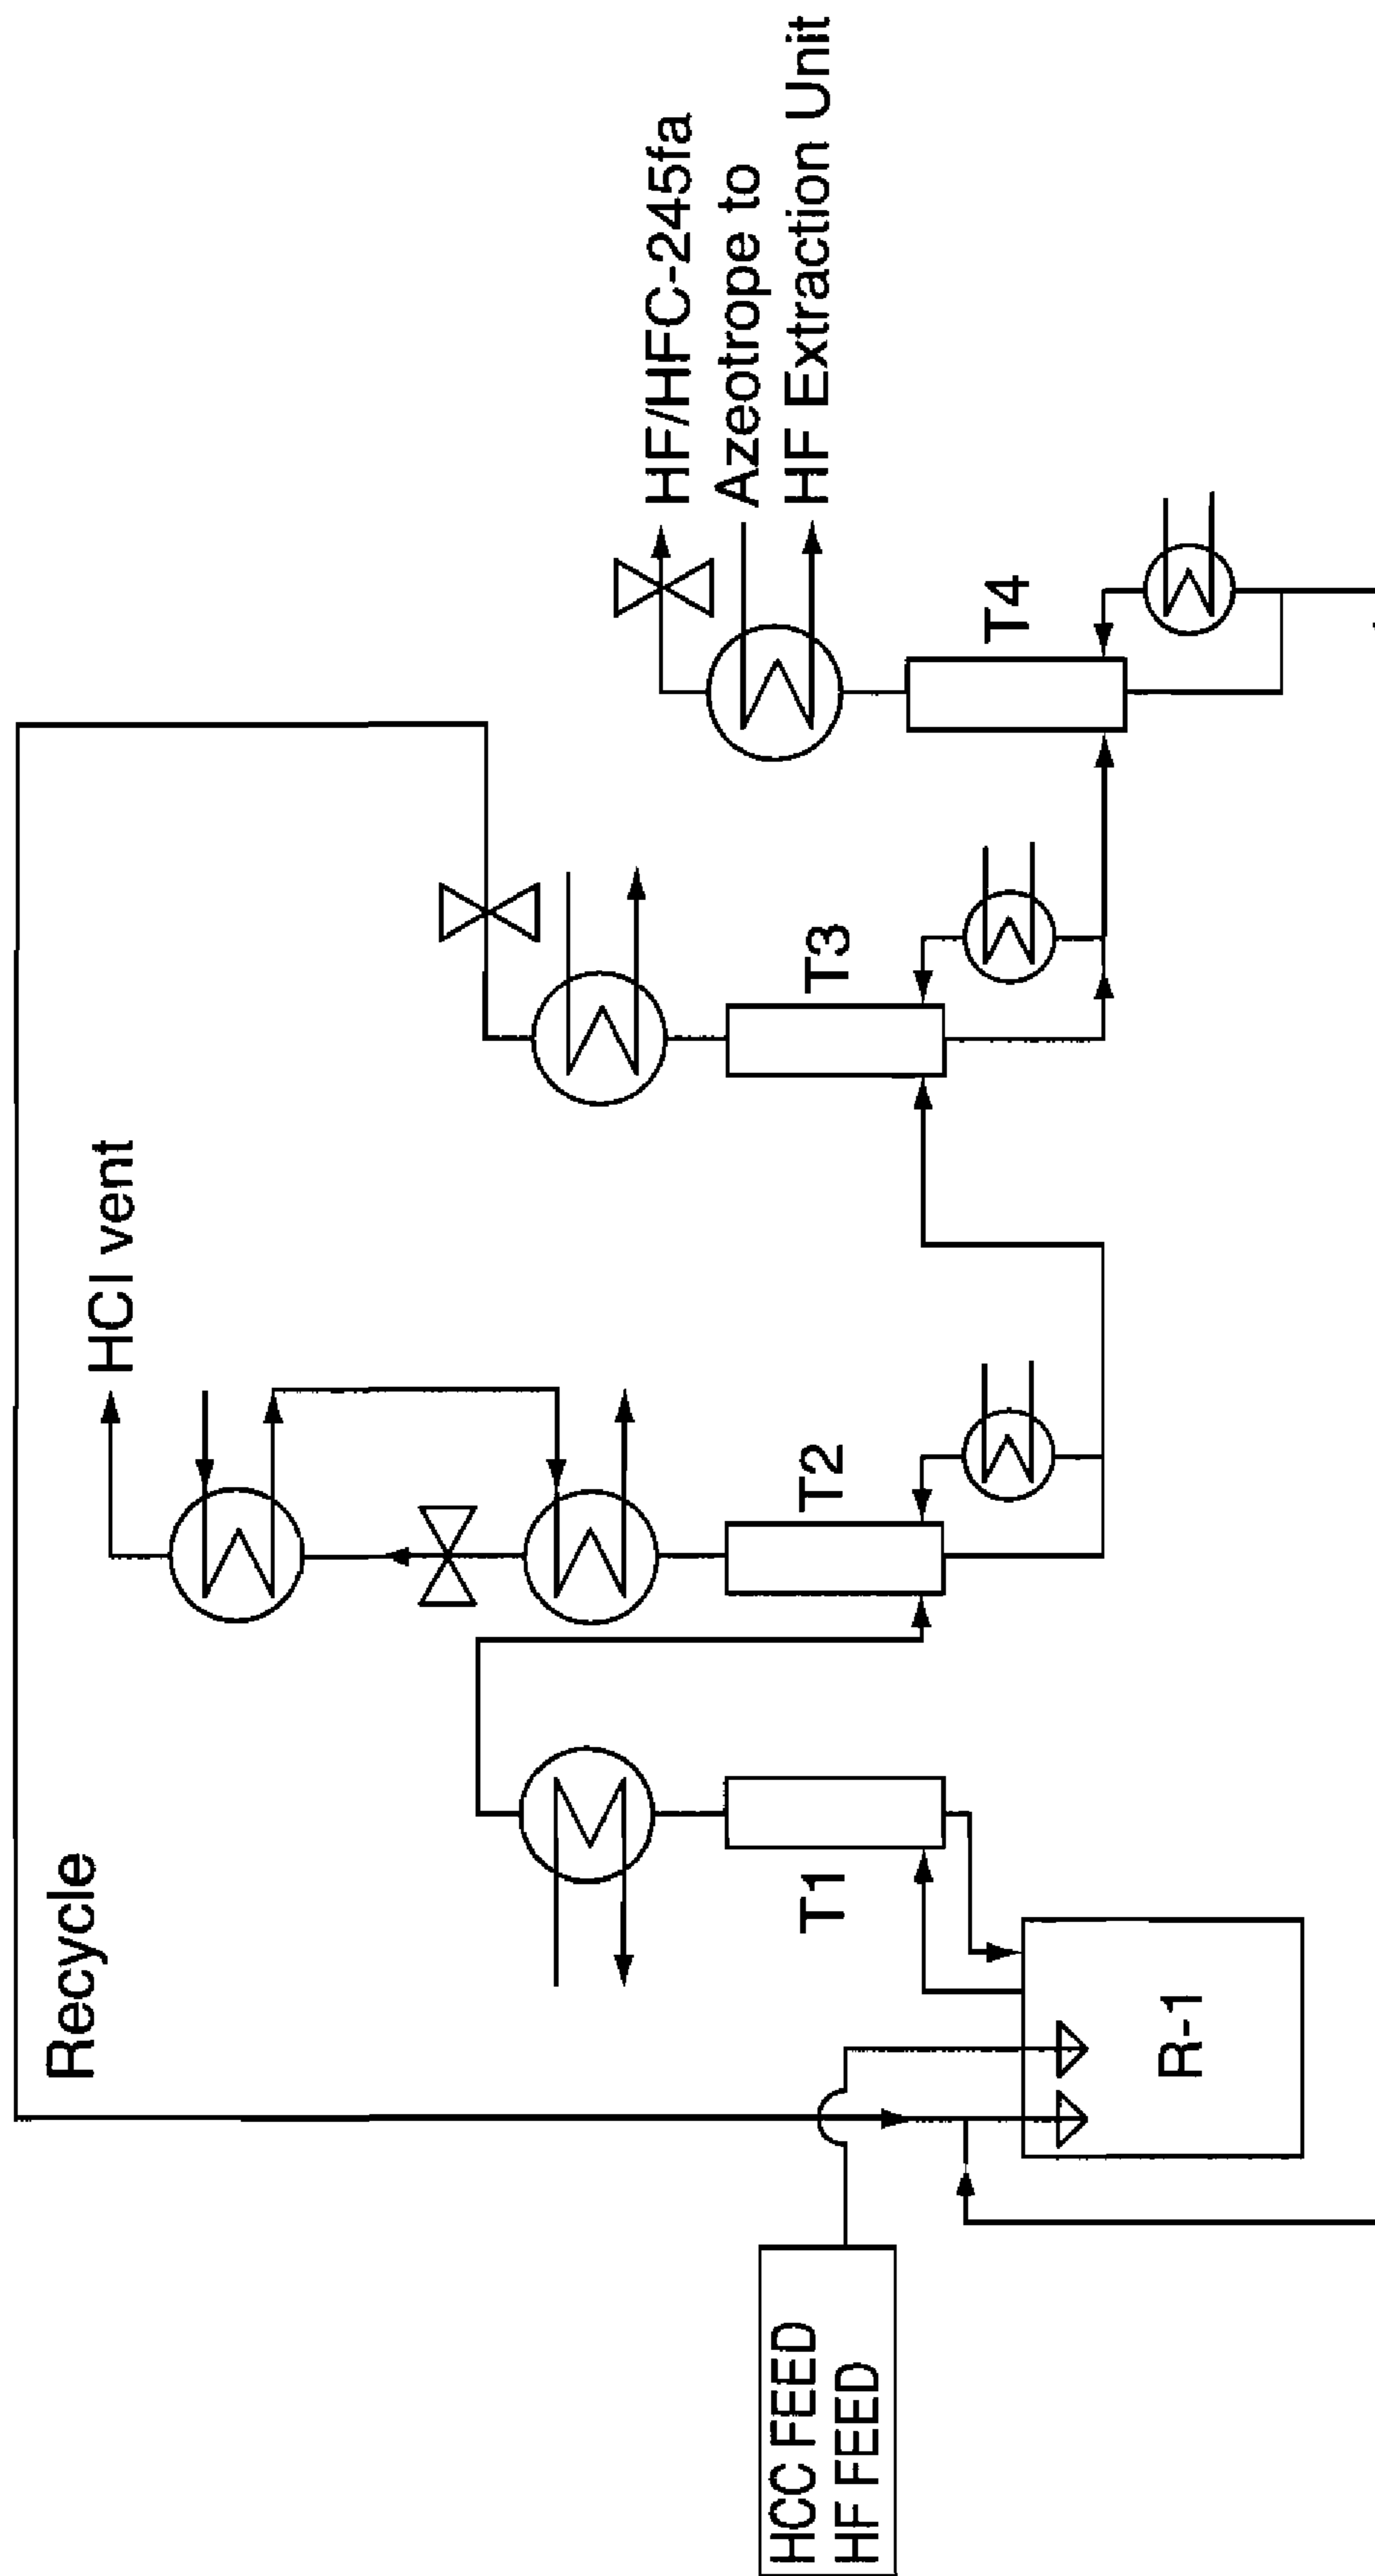 Recycle
HCl vent
HF/HFC-245fa
Azeotrope to
HF Extraction Unit
T1
T2
T3
T4
HCC FEED
HF FEED
R-1